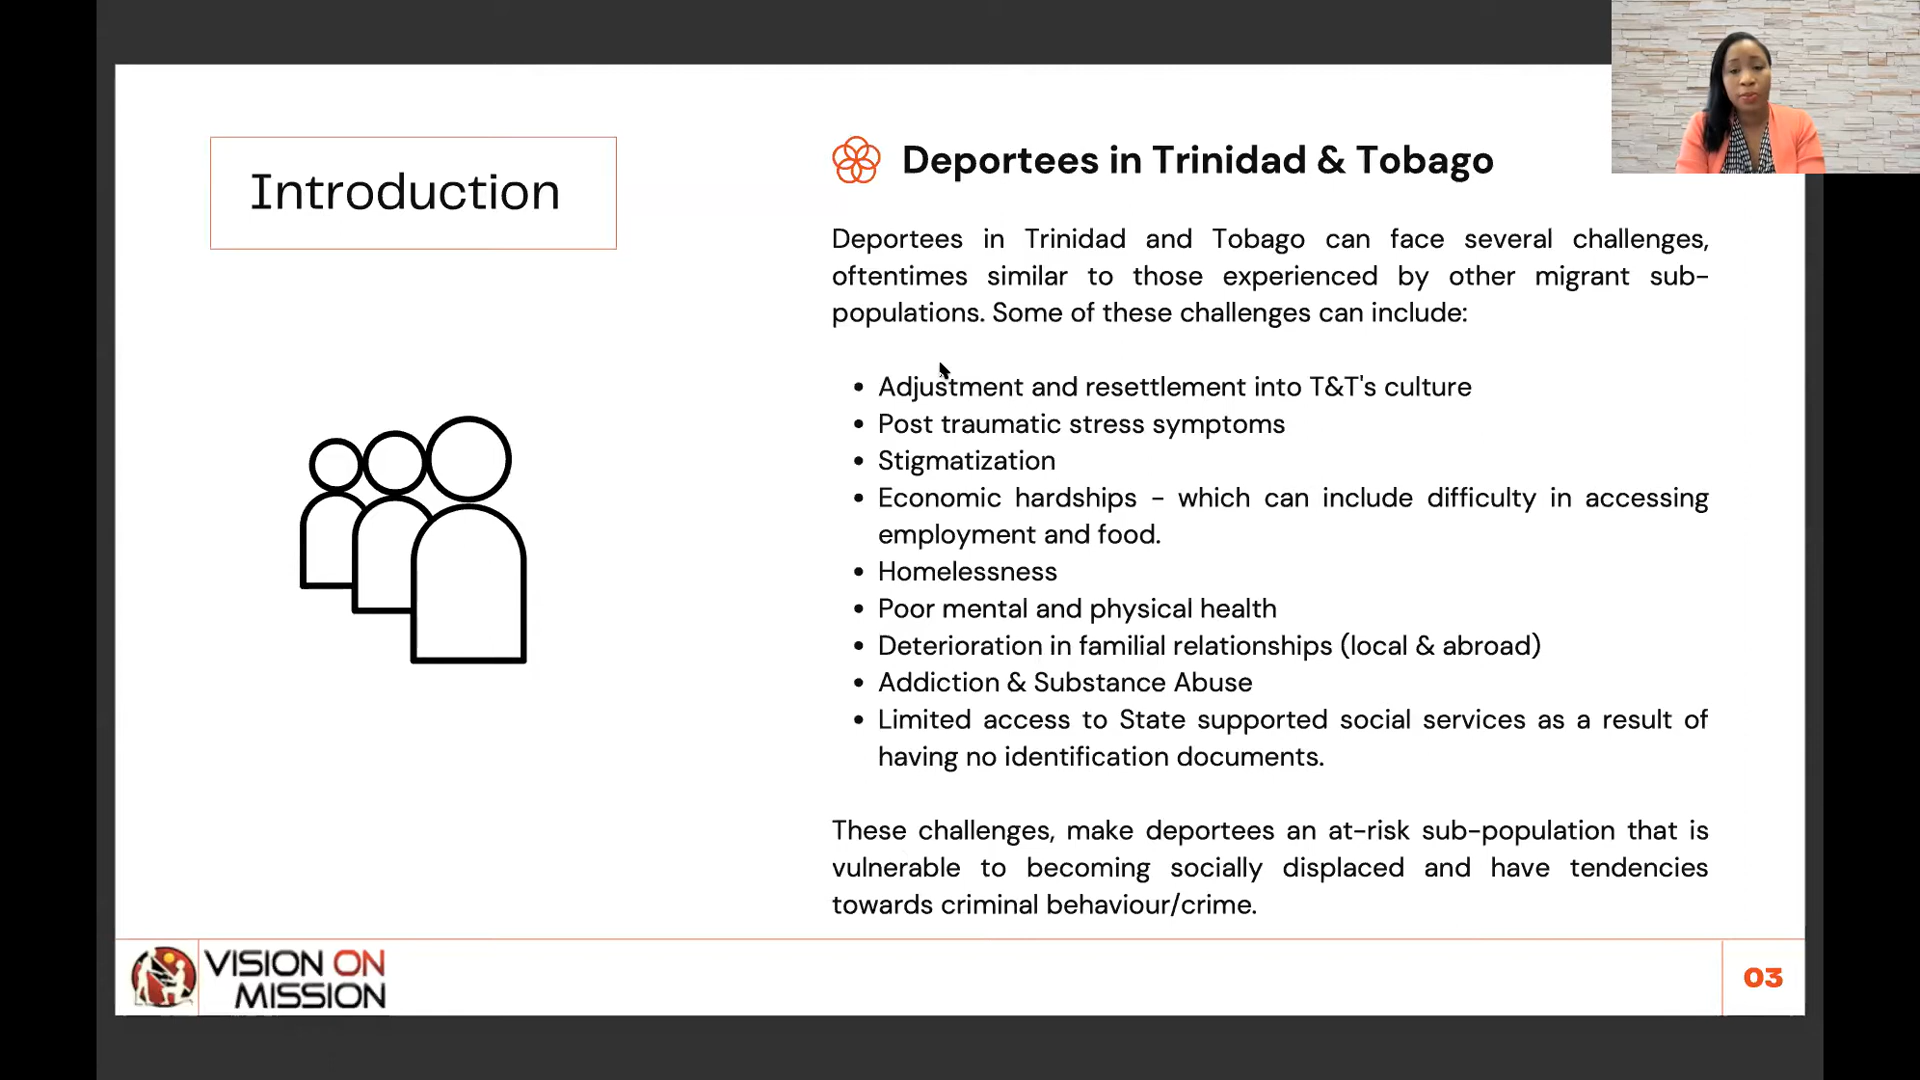 Introduction
Deportees in Trinidad & Tobago
Deportees in Trinidad and Tobago can face several challenges,
oftentimes similar to those experienced by other migrant sub-
populations. Some of these challenges can include:
• Adjustment and resettlement into T&T's culture
• Post traumatic stress symptoms
• Stigmatization
• Economic hardships - which can include difficulty in accessing
employment and food.
• Homelessness
• Poor mental and physical health
• Deterioration in familial relationships (local & abroad)
• Addiction & Substance Abuse
• Limited access to State supported social services as a result of
having no identification documents.
These challenges, make deportees an at-risk sub-population that is
vulnerable to becoming socially displaced and have tendencies
towards criminal behaviour/crime.
VISION ON
MISSION
03